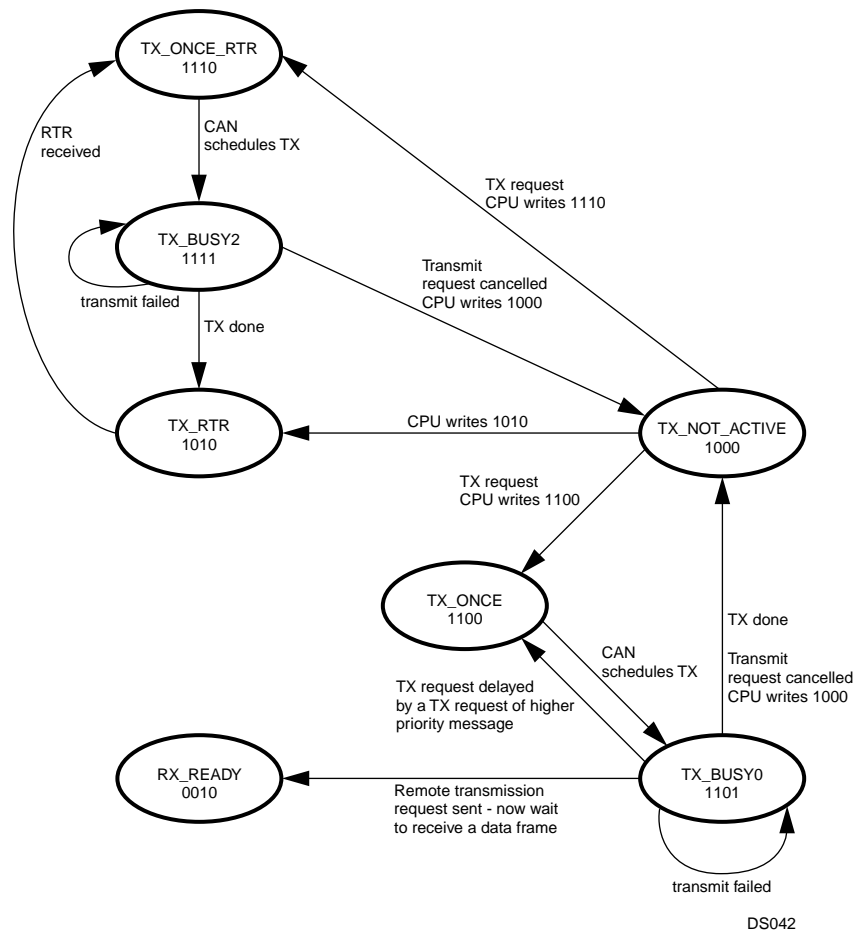 TX_ONCE_RTR
1110
RTR
received
CAN
schedules TX
TX request
CPU writes 1110
TX_BUSY2
1111
transmit failed
Transmit
request cancelled
CPU writes 1000
TX done
TX_RTR
1010
CPU writes 1010
TX_NOT_ACTIVE
1000
TX request
CPU writes 1100
TX_ONCE
1100
CAN
schedules TX
TX done
Transmit
request cancelled
CPU writes 1000
TX request delayed
by a TX request of higher
priority message
RX_READY
0010
Remote transmission
request sent - now wait
to receive a data frame
TX_BUSY0
1101
transmit failed
DS042